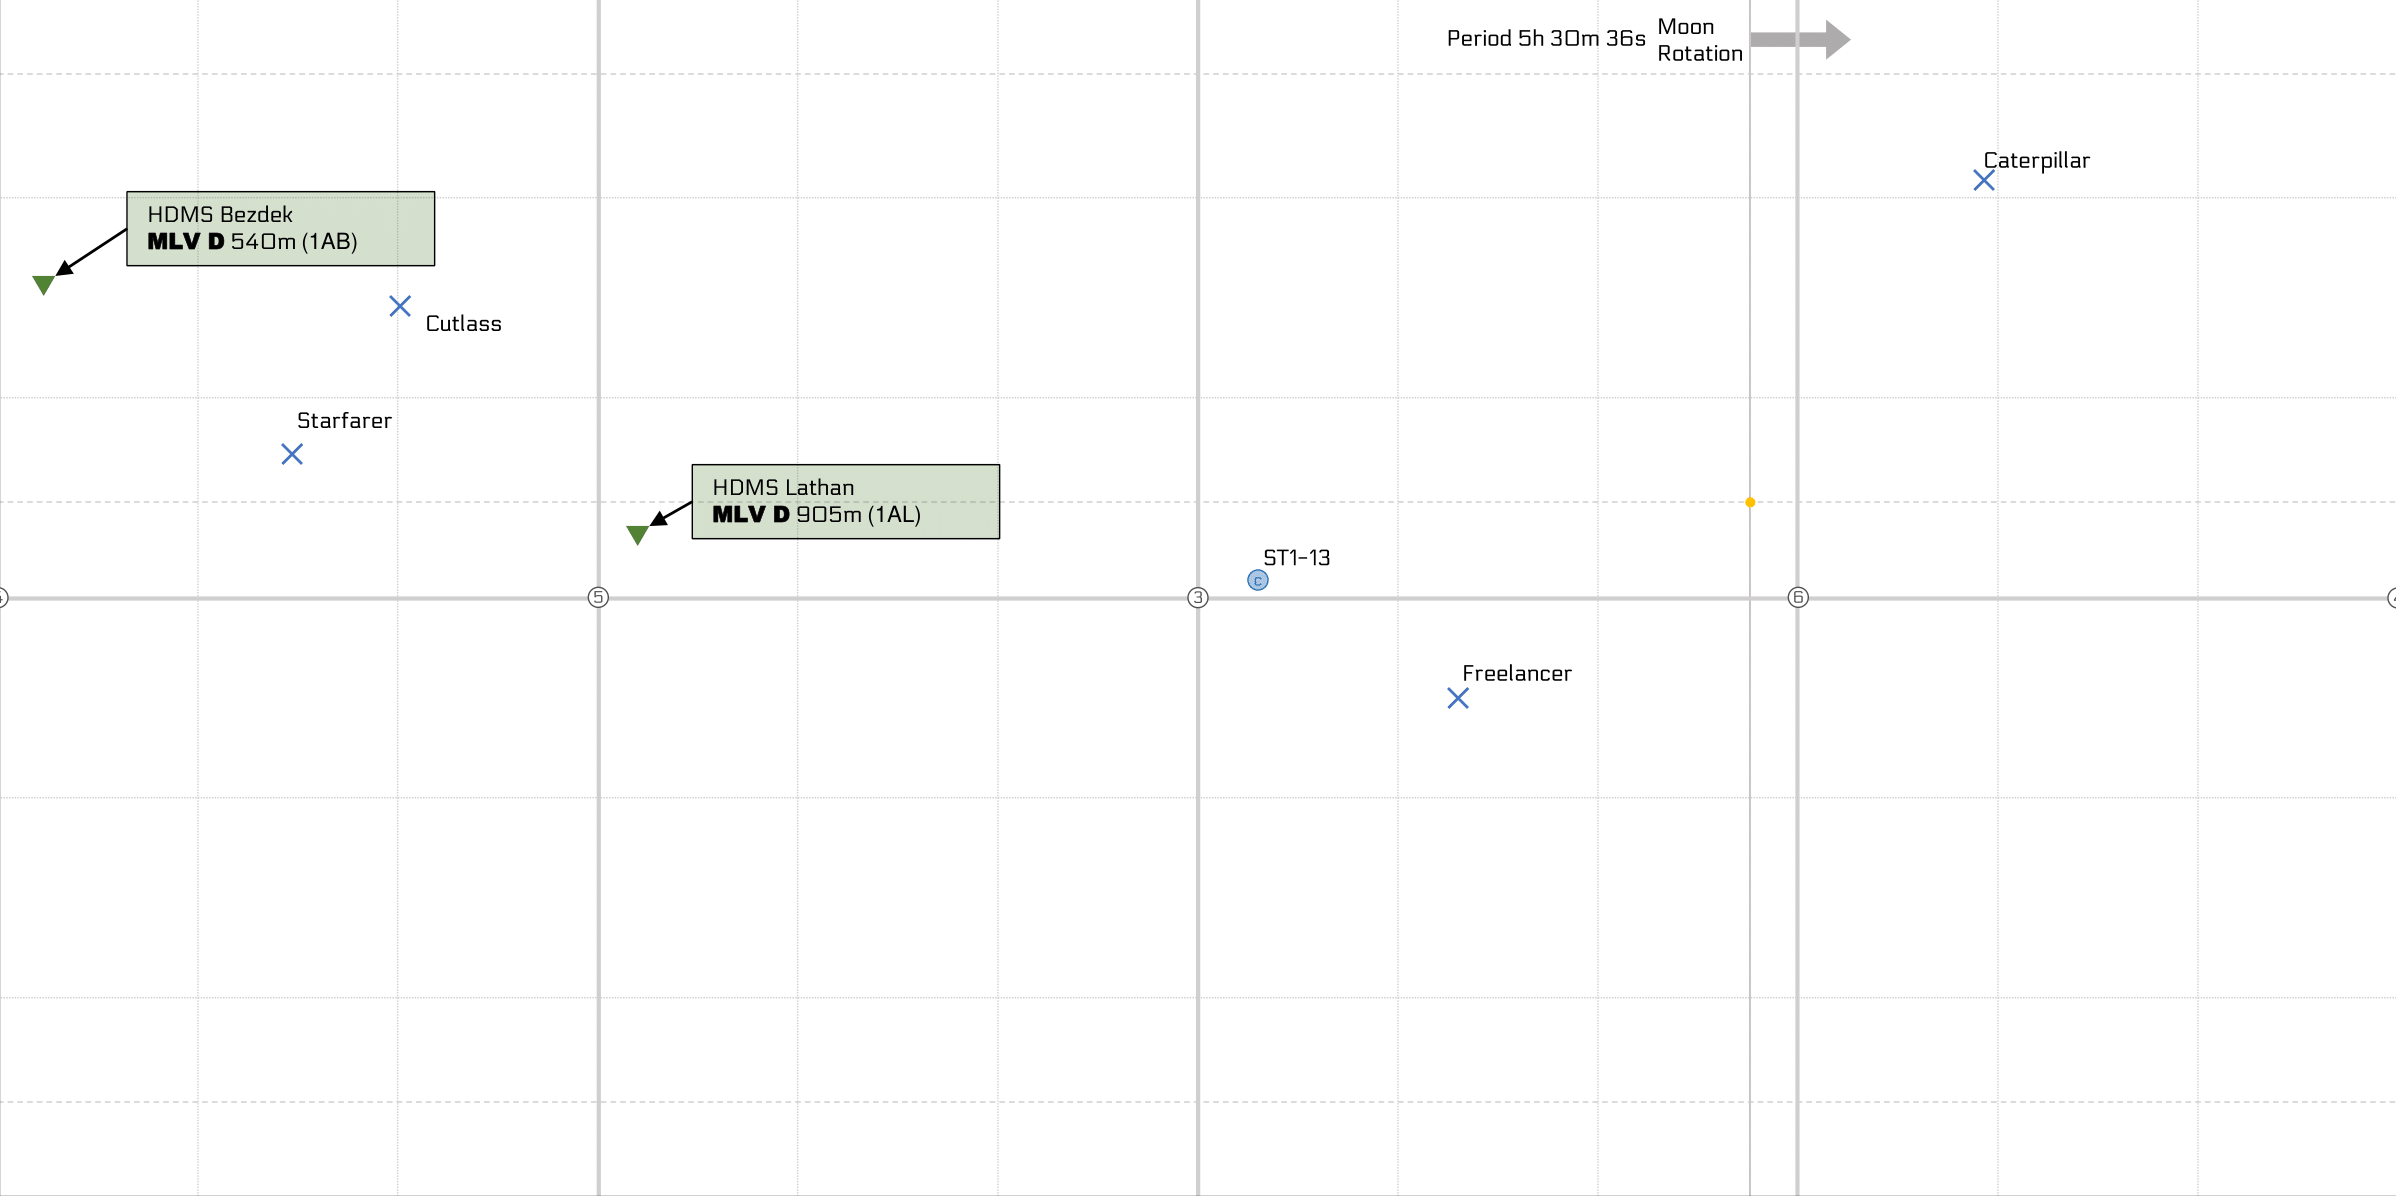 Period 5h 30m 36s
Moon
Rotation
Caterpillar
HDMS Bezdek
MLV D 540m (1AB)
Cutlass
Starfarer
HDMS Lathan
MLV D 905m (1AL)
ST1-13
C
5
3
6
Freelancer